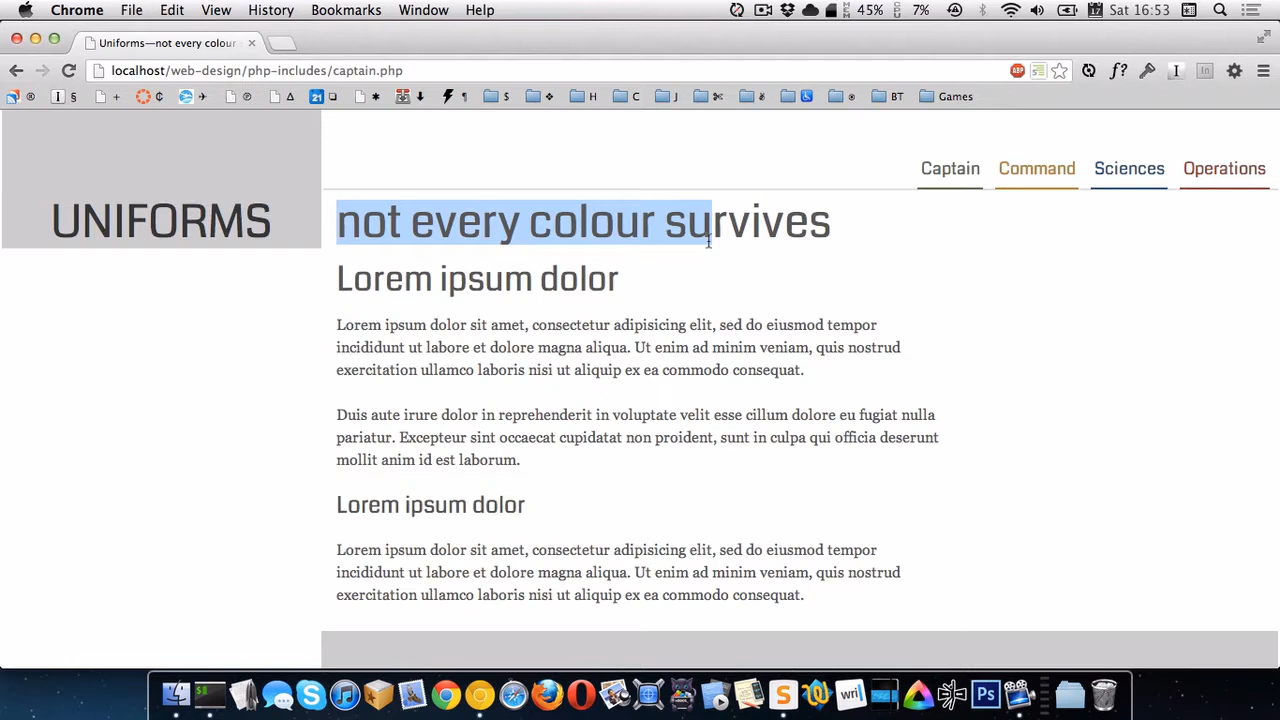 Chrome File Edit View History Bookmarks Window Help 45% 7% 17 Sat 16:53
Uniforms—not every colour
localhost/web-design/php-includes/captain.php ABP f? I in
® I § + ¢ ℗ Δ 21 * ¶ $ ❖ H C J BT Games
Captain Command Sciences Operations
UNIFORMS
not every colour survives
Lorem ipsum dolor
Lorem ipsum dolor sit amet, consectetur adipisicing elit, sed do eiusmod tempor
incididunt ut labore et dolore magna aliqua. Ut enim ad minim veniam, quis nostrud
exercitation ullamco laboris nisi ut aliquip ex ea commodo consequat.
Duis aute irure dolor in reprehenderit in voluptate velit esse cillum dolore eu fugiat nulla
pariatur. Excepteur sint occaecat cupidatat non proident, sunt in culpa qui officia deserunt
mollit anim id est laborum.
Lorem ipsum dolor
Lorem ipsum dolor sit amet, consectetur adipisicing elit, sed do eiusmod tempor
incididunt ut labore et dolore magna aliqua. Ut enim ad minim veniam, quis nostrud
exercitation ullamco laboris nisi ut aliquip ex ea commodo consequat.
S wri Ps